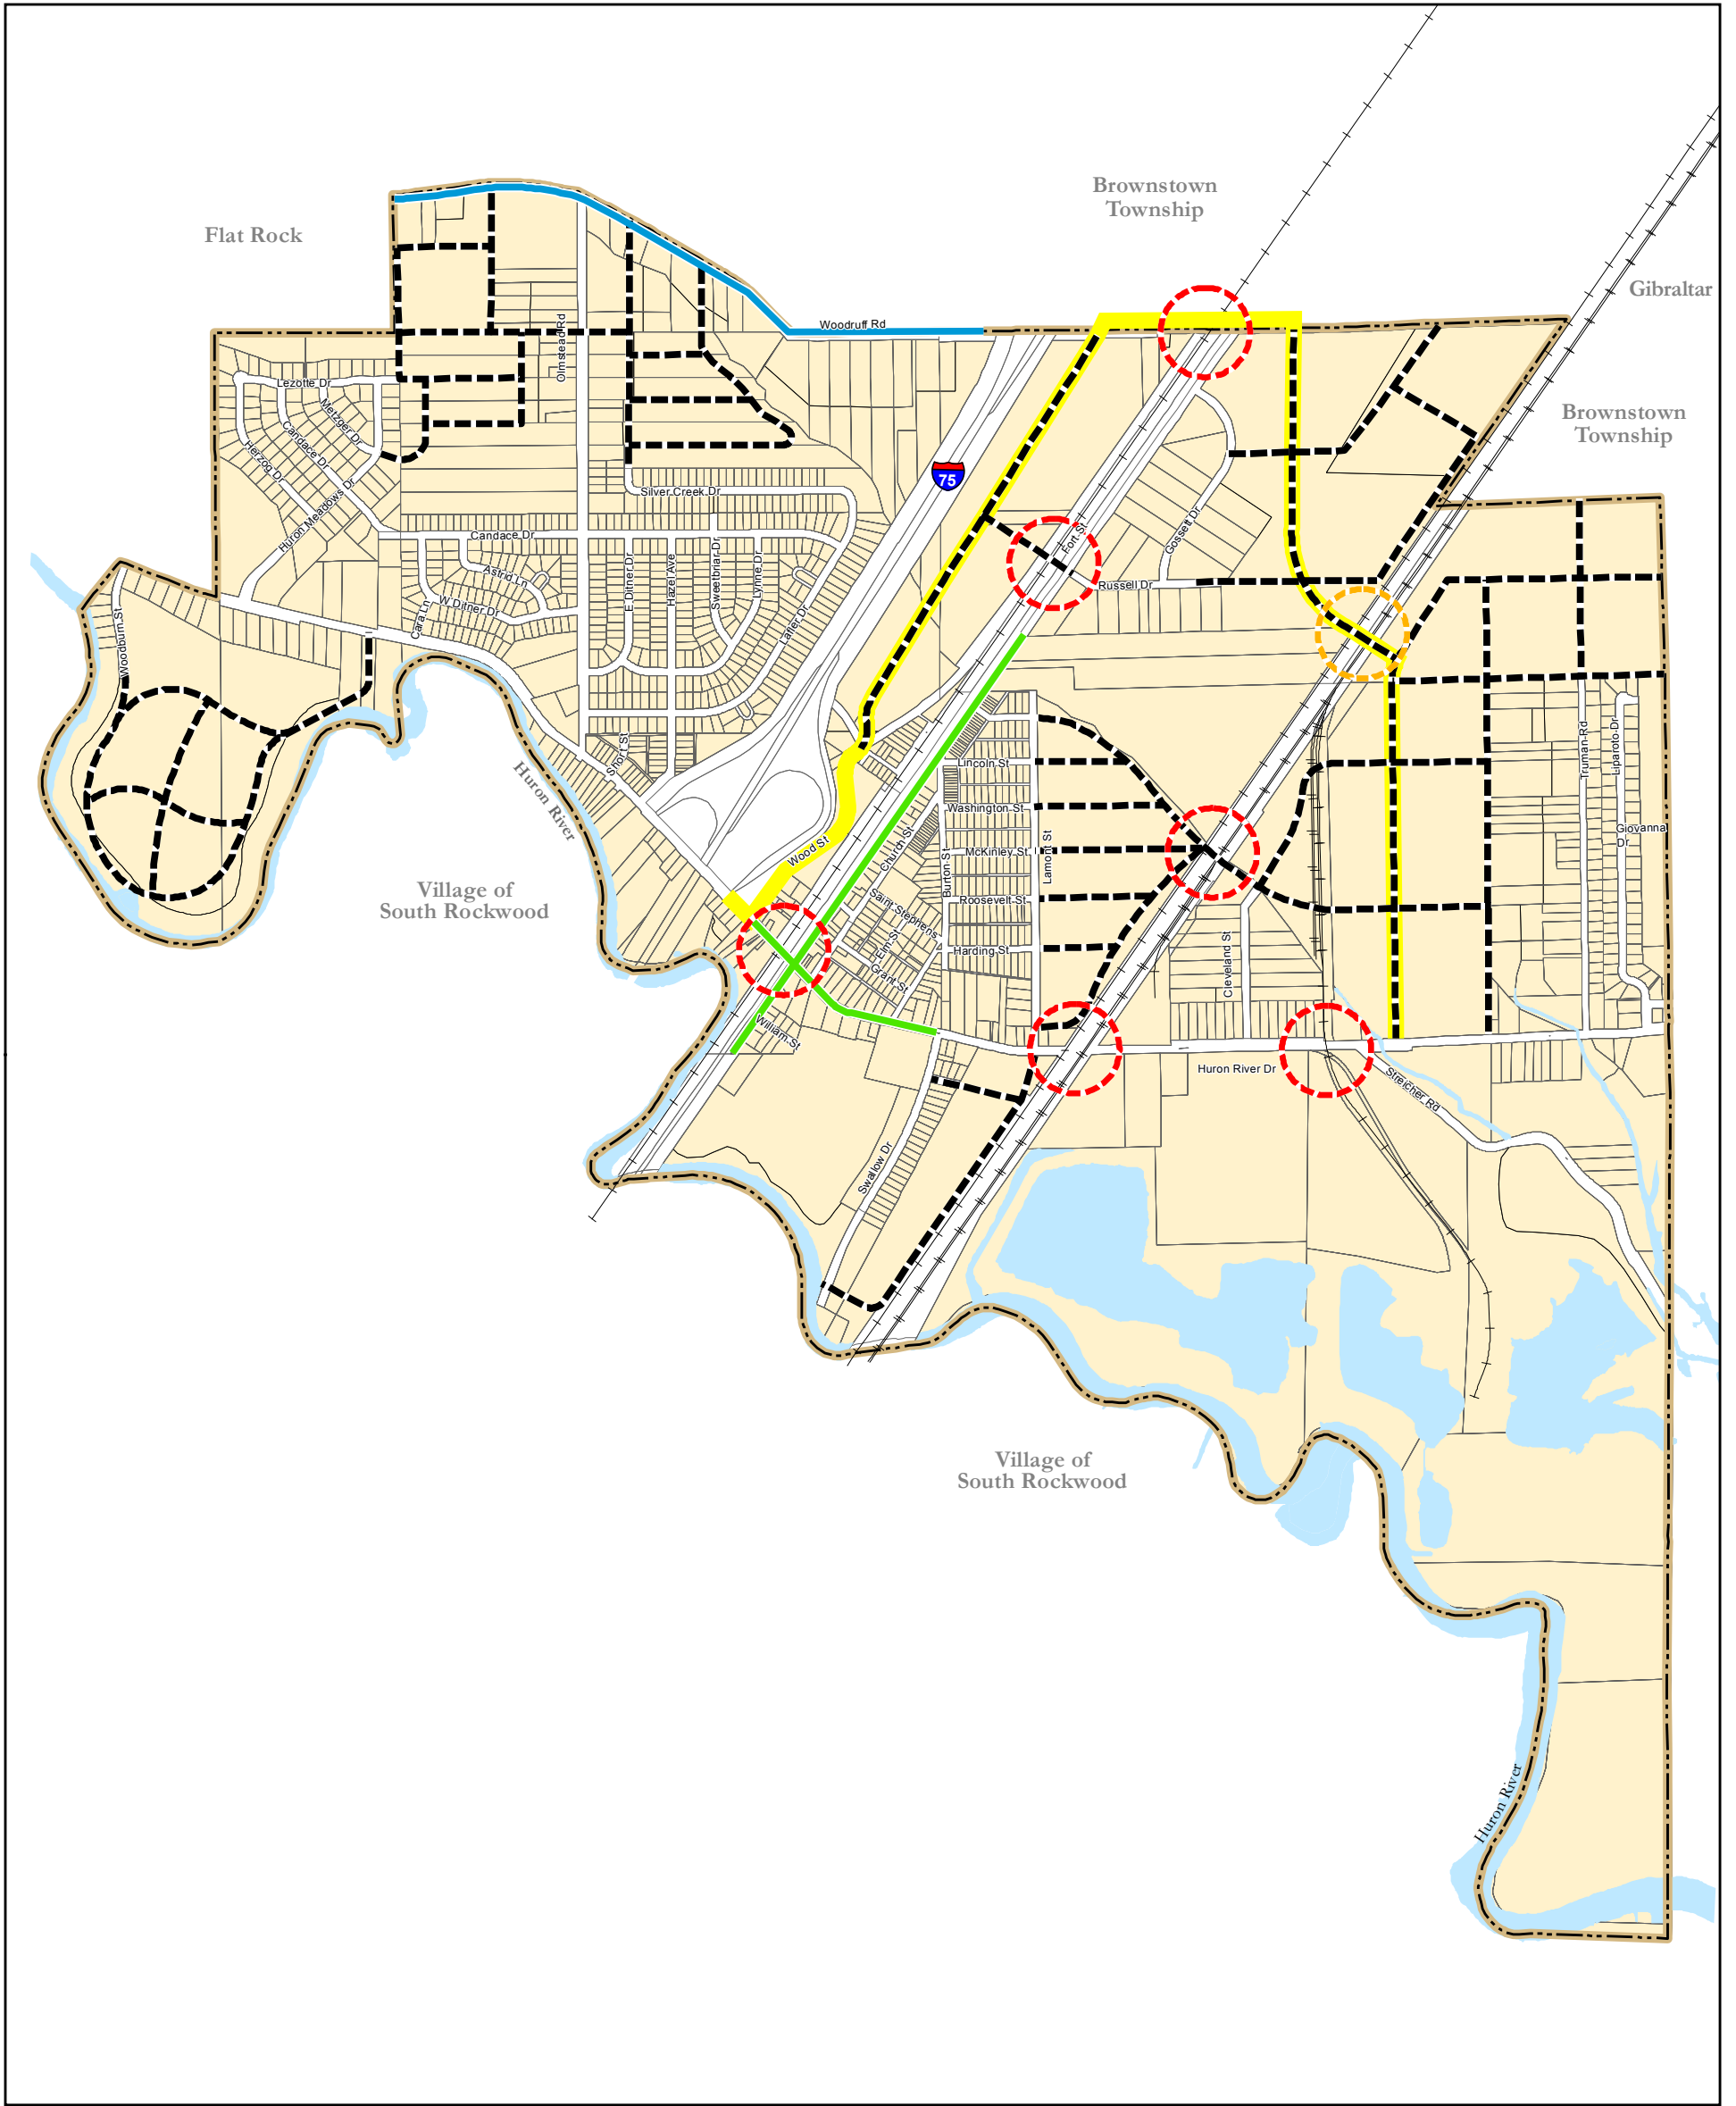 Brownstown
Township
Flat Rock
Gibraltar
Woodruff Rd
Olmstead Rd
Lezotte Dr
Metzger Dr
Candace Dr
Herzog Dr
Huron Meadows Dr
Brownstown
Township
75
Silver Creek Dr
Candace Dr
Fort St
Gossett Dr
Astrid Ln
W Ditner Dr
Cara Ln
E Ditner Dr
Hazel Ave
Sweetbriar Dr
Lynne Dr
Latter Dr
Russell Dr
Woodburn St
Short St
Huron River
Lincoln St
Truman Rd
Liparoto Dr
Washington St
Giovanna
Dr
Wood St
Church St
McKinley St
Lamont St
Burton St
Village of
South Rockwood
Saint Stephens
Roosevelt St
Elm St
Harding St
Grant St
Cleveland St
William St
Huron River Dr
Streicher Rd
Swallow Dr
Village of
South Rockwood
Huron River